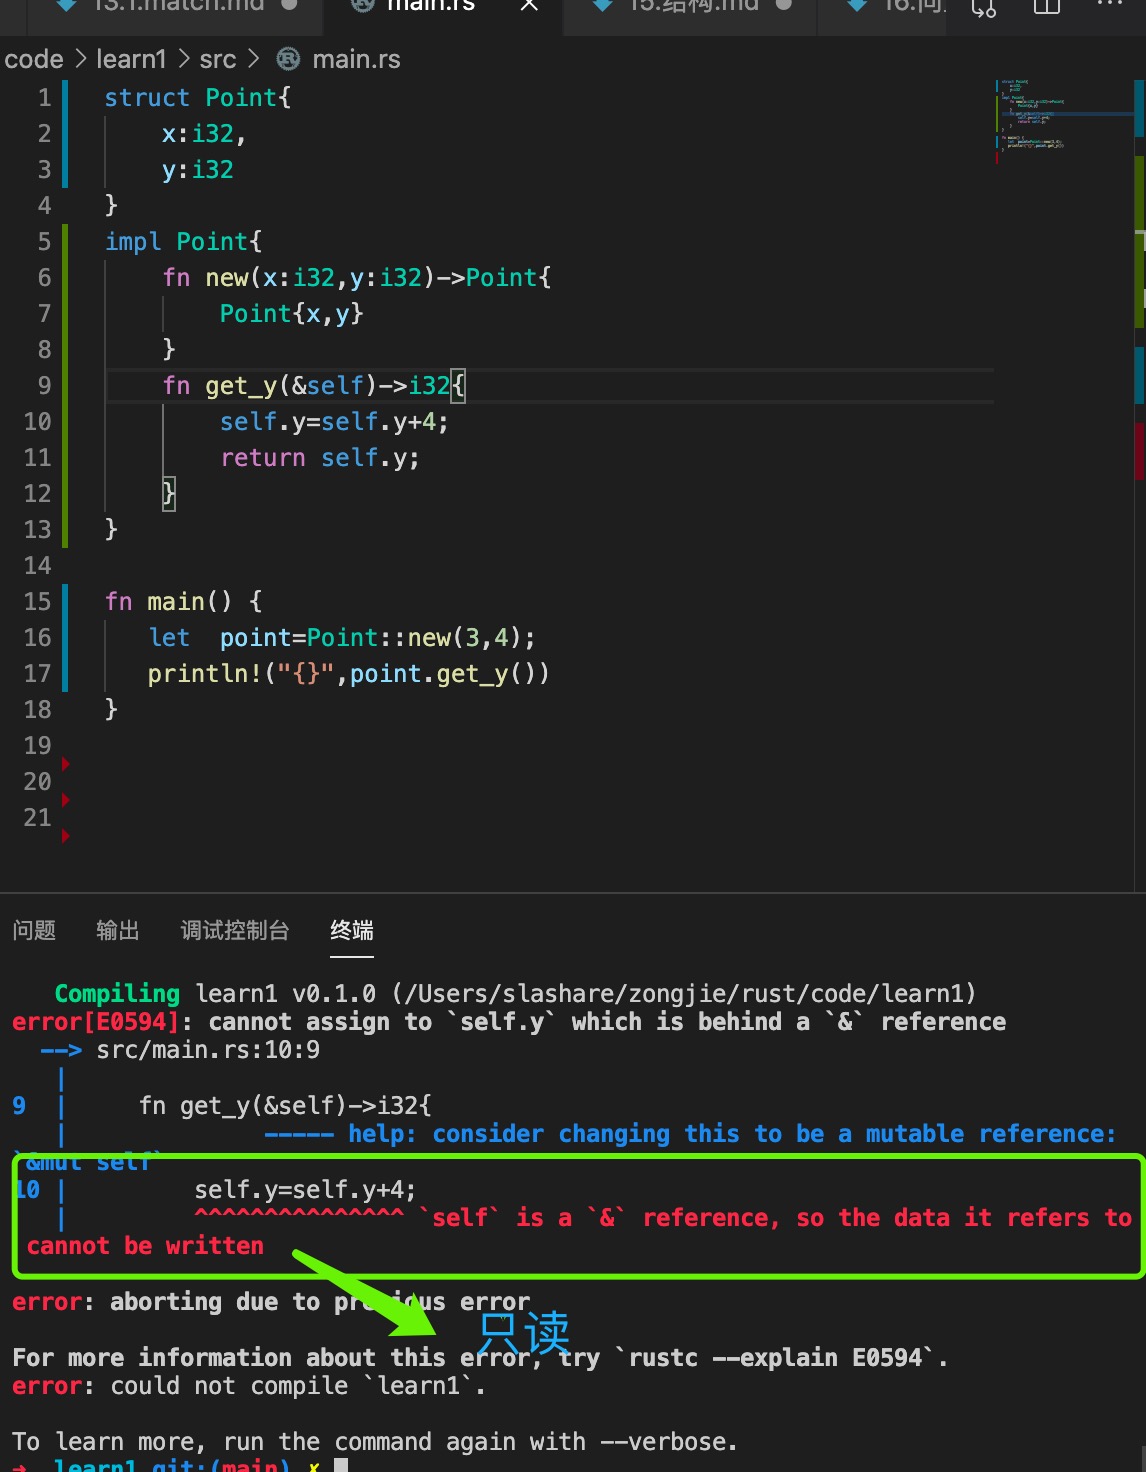 13.1.match.md
main.rs
15.结构.md
16.问
code > learn1 > src > main.rs
1 struct Point{
2 x:i32,
3 y:i32
4 }
5 impl Point{
6 fn new(x:i32,y:i32)->Point{
7 Point{x,y}
8 }
9 fn get_y(&self)->i32{
10 self.y=self.y+4;
11 return self.y;
12 }
13 }
14
15 fn main() {
16 let  point=Point::new(3,4);
17 println!("{}",point.get_y())
18 }
19
20
21
问题 输出 调试控制台 终端
Compiling learn1 v0.1.0 (/Users/slashare/zongjie/rust/code/learn1)
error[E0594]: cannot assign to `self.y` which is behind a `&` reference
--> src/main.rs:10:9
|
9 | fn get_y(&self)->i32{
| ----- help: consider changing this to be a mutable reference:
`&mut self`
10 | self.y=self.y+4;
| ^^^^^^^^^^^^^^^ `self` is a `&` reference, so the data it refers to
cannot be written
error: aborting due to previous error
只读
For more information about this error, try `rustc --explain E0594`.
error: could not compile `learn1`.
To learn more, run the command again with --verbose.
→ learn1 git:(main) ✗